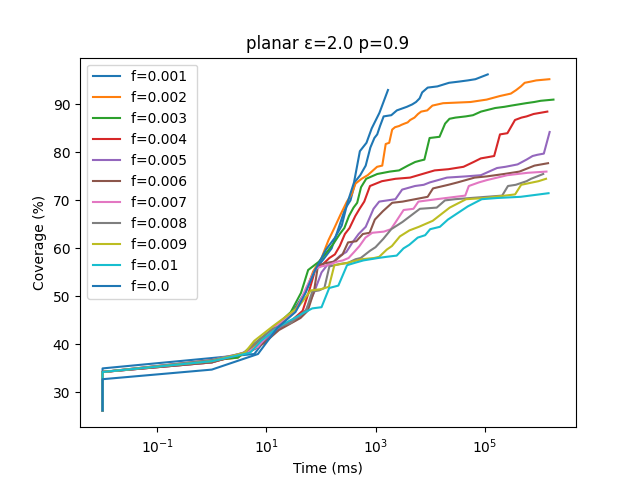 planar ε=2.0 p=0.9
f=0.001
f=0.002
f=0.003
f=0.004
f=0.005
f=0.006
f=0.007
f=0.008
f=0.009
f=0.01
f=0.0
Coverage (%)
90
80
70
60
50
40
30
10⁻¹ 10¹ 10³ 10⁵
Time (ms)